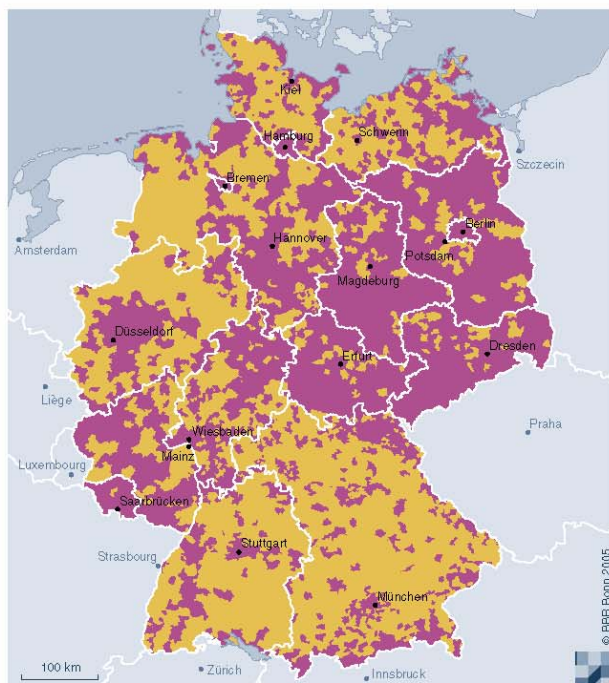 Kiel
Hamburg
Schwerin
Szczecin
Bremen
Amsterdam
Berlin
Hannover
Potsdam
Magdeburg
Düsseldorf
Erfurt
Dresden
Liège
Praha
Wiesbaden
Mainz
Luxembourg
Saarbrücken
Stuttgart
Strasbourg
München
© BBR Bonn 2005
100 km
Zürich
Innsbruck